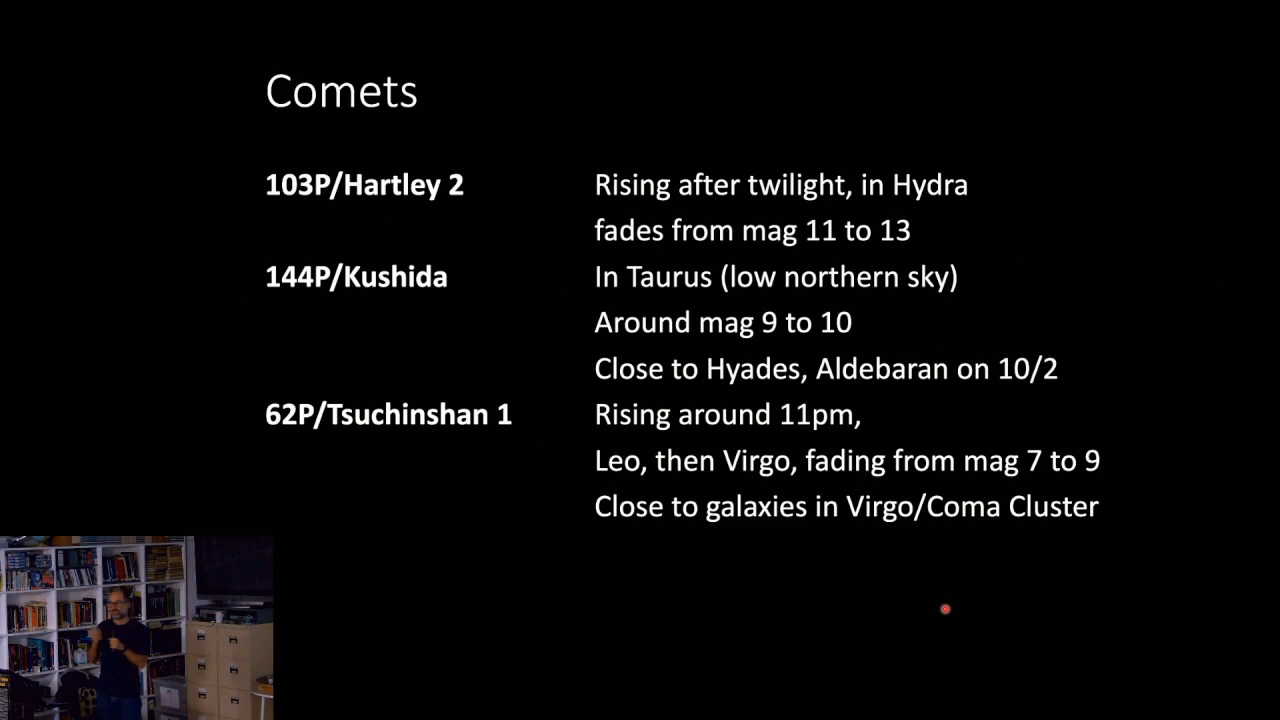 Comets
103P/Hartley 2 Rising after twilight, in Hydra
fades from mag 11 to 13
144P/Kushida In Taurus (low northern sky)
Around mag 9 to 10
Close to Hyades, Aldebaran on 10/2
62P/Tsuchinshan 1 Rising around 11pm,
Leo, then Virgo, fading from mag 7 to 9
Close to galaxies in Virgo/Coma Cluster